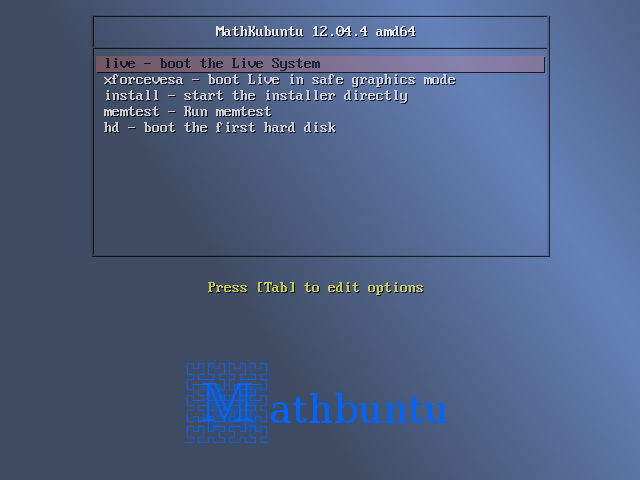 MathKubuntu 12.04.4 amd64
live - boot the Live System
xforcevesa - boot Live in safe graphics mode
install - start the installer directly
memtest - Run memtest
hd - boot the first hard disk
Press [Tab] to edit options
Mathbuntu